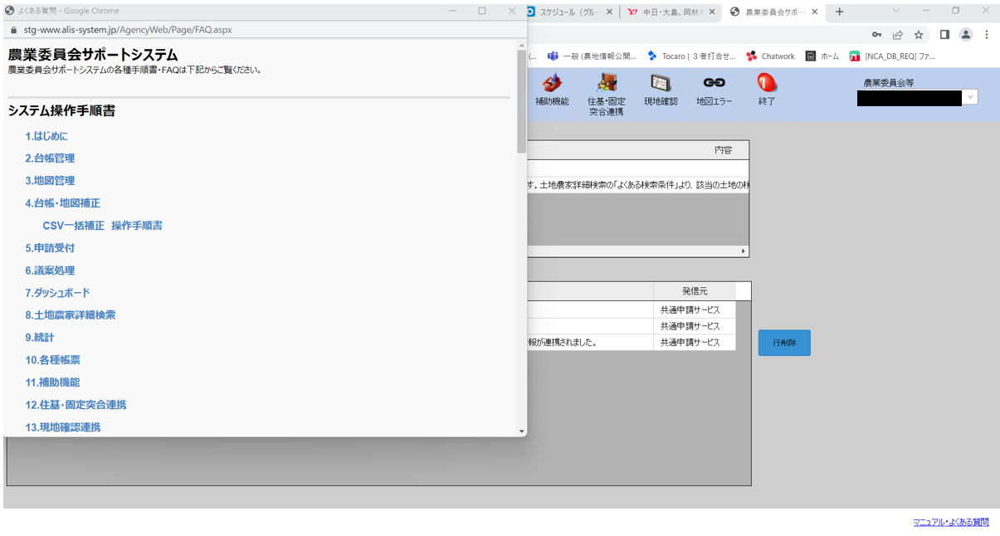 よくある質問 - Google Chrome
stg-www.alis-system.jp/AgencyWeb/Page/FAQ.aspx
農業委員会サポートシステム
農業委員会サポートシステムの各種手順書・FAQは下記からご覧ください。
システム操作手順書
1.はじめに
2.台帳管理
3.地図管理
4.台帳・地図補正
CSV一括補正 操作手順書
5.申請受付
6.議案処理
7.ダッシュボード
8.土地農家詳細検索
9.統計
10.各種帳票
11.補助機能
12.住基・固定突合連携
13.現地確認連携
スケジュール（グルー
中日・大島、岡林
農業委員会サポー
(...
一般 (農地情報公開...
Tocaro | 3 者打合せ...
Chatwork
ホーム
[NCA_DB_REQ] ファ...
補助機能
住基・固定
突合連携
現地確認
地図エラー
終了
農業委員会等
内容
す。土地農家詳細検索の「よくある検索条件」より、該当の土地の検
発信元
共通申請サービス
共通申請サービス
報が連携されました。
共通申請サービス
行削除
マニュアル・よくある質問